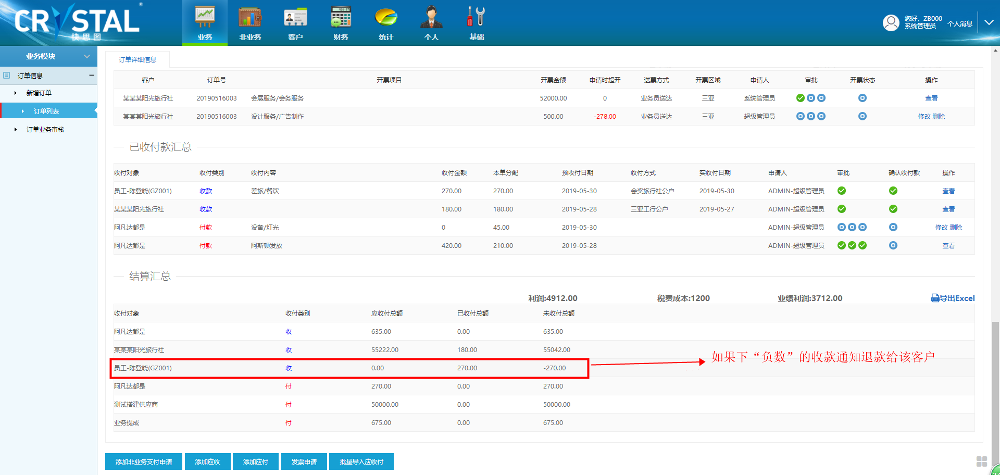 CRYSTAL ®
快思图
业务 非业务 客户 财务 统计 个人 基础
您好，ZB000
系统管理员
个人消息
业务模块
订单信息
新增订单
订单列表
订单业务审核
订单详细信息
客户 订单号 开票项目 开票金额 申请时超开 送票方式 开票区域 申请人 审批 开票状态 操作
某某某阳光旅行社 20190516003 会展服务/会务服务 52000.00 0 业务员送达 三亚 系统管理员 查看
某某某阳光旅行社 20190516003 设计服务/广告制作 500.00 -278.00 业务员送达 三亚 超级管理员 修改 删除
已收付款汇总
收付对象 收付类别 收付内容 收付金额 本单分配 预收付日期 收付方式 实收付日期 申请人 审批 确认收付款 操作
员工-陈登晓(GZ001) 收款 差旅/餐饮 270.00 270.00 2019-05-30 会奖旅行社公户 2019-05-30 ADMIN-超级管理员 查看
某某某阳光旅行社 收款 180.00 180.00 2019-05-28 三亚工行公户 2019-05-27 ADMIN-超级管理员 查看
阿凡达都是 付款 设备/灯光 0 45.00 2019-05-30 ADMIN-超级管理员 修改 删除
阿凡达都是 付款 阿斯顿发放 420.00 210.00 2019-05-28 ADMIN-超级管理员 查看
结算汇总
利润:4912.00 税费成本:1200 业绩利润:3712.00 导出Excel
收付对象 收付类别 应收付总额 已收付总额 未收付总额
阿凡达都是 收 635.00 0.00 635.00
某某某阳光旅行社 收 55222.00 180.00 55042.00
员工-陈登晓(GZ001) 收 0.00 270.00 -270.00
如果下“负数”的收款通知退款给该客户
阿凡达都是 付 270.00 0.00 270.00
测试搭建供应商 付 50000.00 0.00 50000.00
业务提成 付 675.00 0.00 675.00
添加非业务支付申请 添加应收 添加应付 发票申请 批量导入应收付